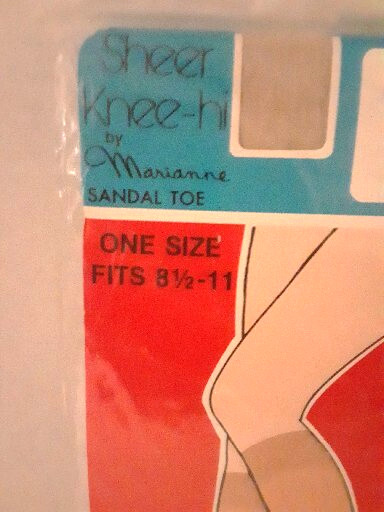 Sheer
Knee-hi
by
Marianne
SANDAL TOE
ONE SIZE
FITS 8½-11